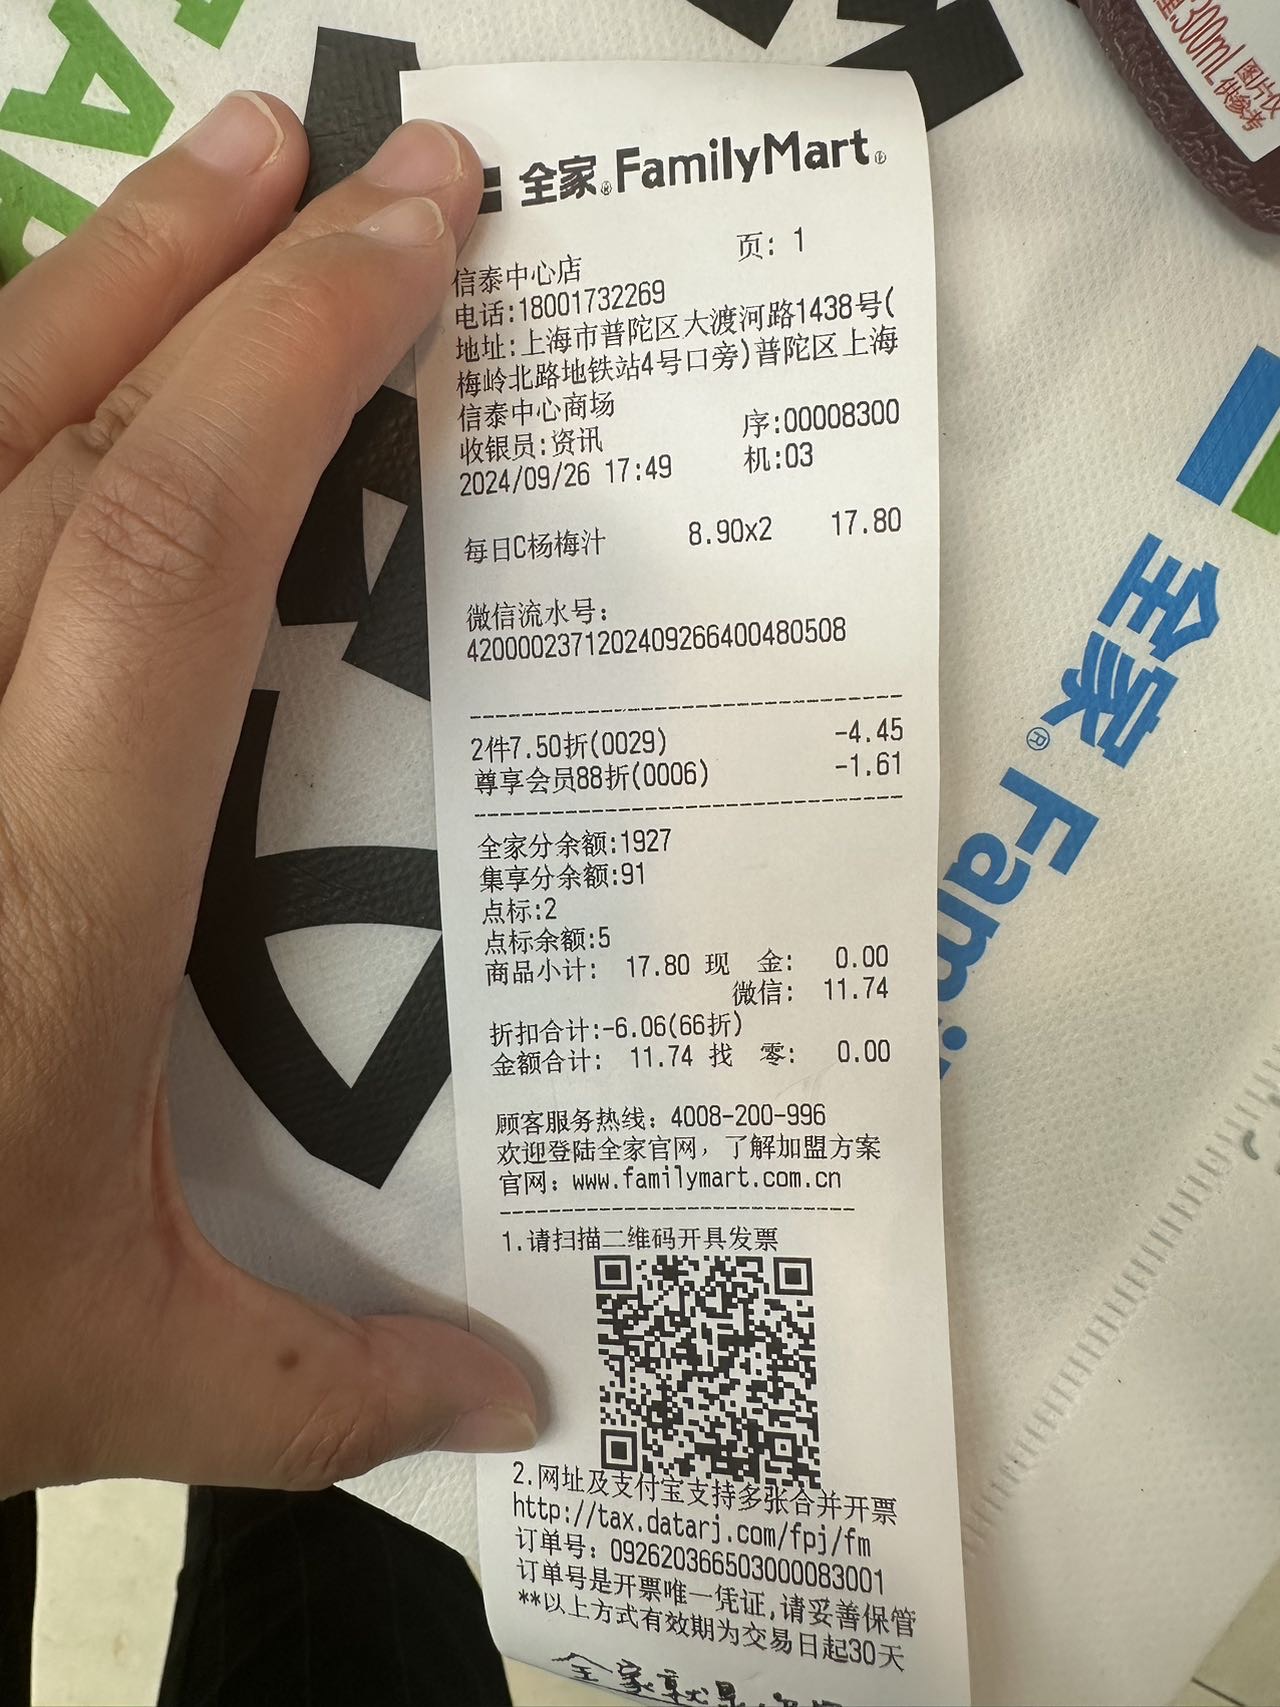 全家 FamilyMart
页: 1
信泰中心店
电话:18001732269
地址:上海市普陀区大渡河路1438号(
梅岭北路地铁站4号口旁)普陀区上海
信泰中心商场
收银员:资讯 序:00008300
2024/09/26 17:49 机:03
每日C杨梅汁 8.90x2 17.80
微信流水号:
4200002371202409266400480508
2件7.50折(0029) -4.45
尊享会员88折(0006) -1.61
全家分余额:1927
集享分余额:91
点标:2
点标余额:5
商品小计: 17.80 现 金: 0.00
微信: 11.74
折扣合计:-6.06(66折)
金额合计: 11.74 找 零: 0.00
顾客服务热线: 4008-200-996
欢迎登陆全家官网, 了解加盟方案
官网: www.familymart.com.cn
1.请扫描二维码开具发票
2.网址及支付宝支持多张合并开票
http://tax.datarj.com/fpj/fm
订单号: 092620366503000083001
订单号是开票唯一凭证,请妥善保管
**以上方式有效期为交易日起30天
全家就是
300mL
图片仅
供参考
全家® Fami